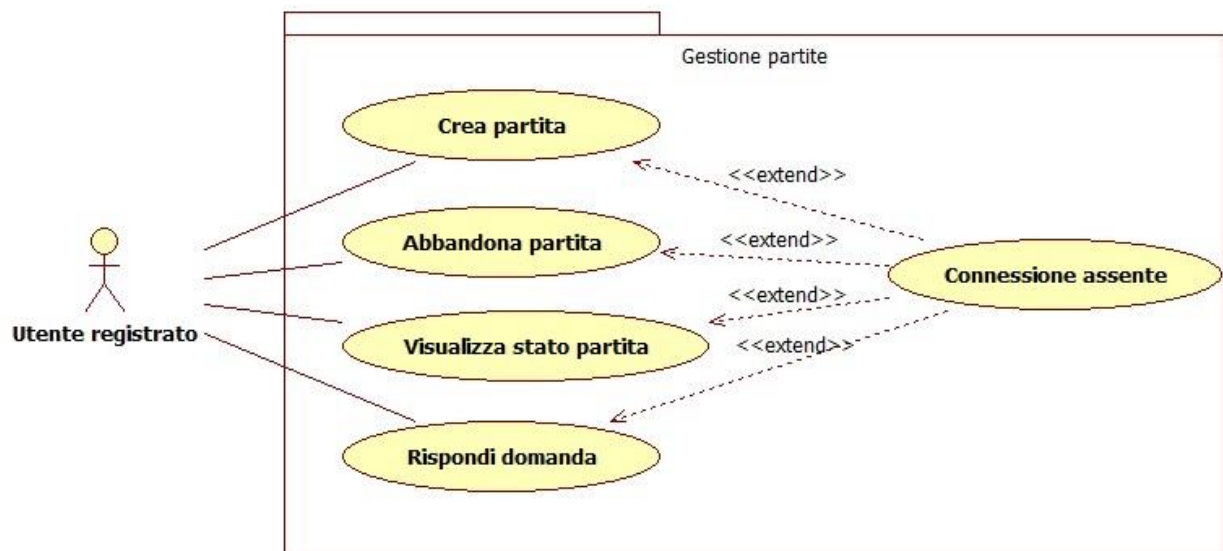 Gestione partite
Crea partita
<<extend>>
Abbandona partita
<<extend>>
Connessione assente
<<extend>>
Utente registrato
Visualizza stato partita
<<extend>>
Rispondi domanda